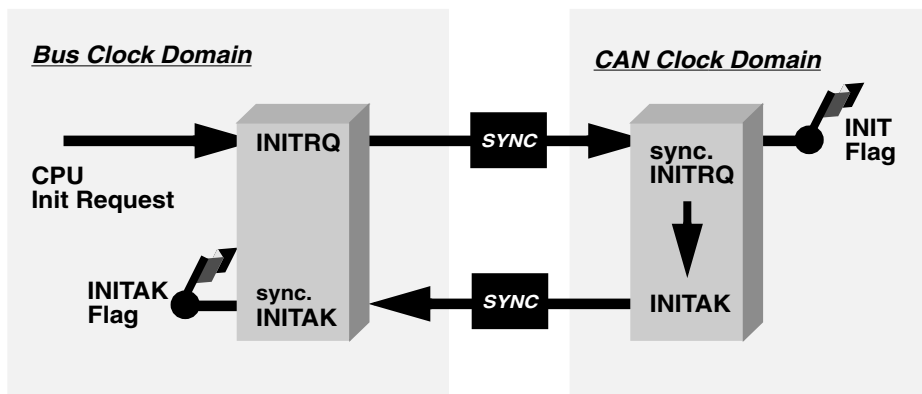 Bus Clock Domain
CAN Clock Domain
CPU
Init Request
INITRQ
SYNC
sync.
INITRQ
INIT
Flag
INITAK
Flag
sync.
INITAK
SYNC
INITAK